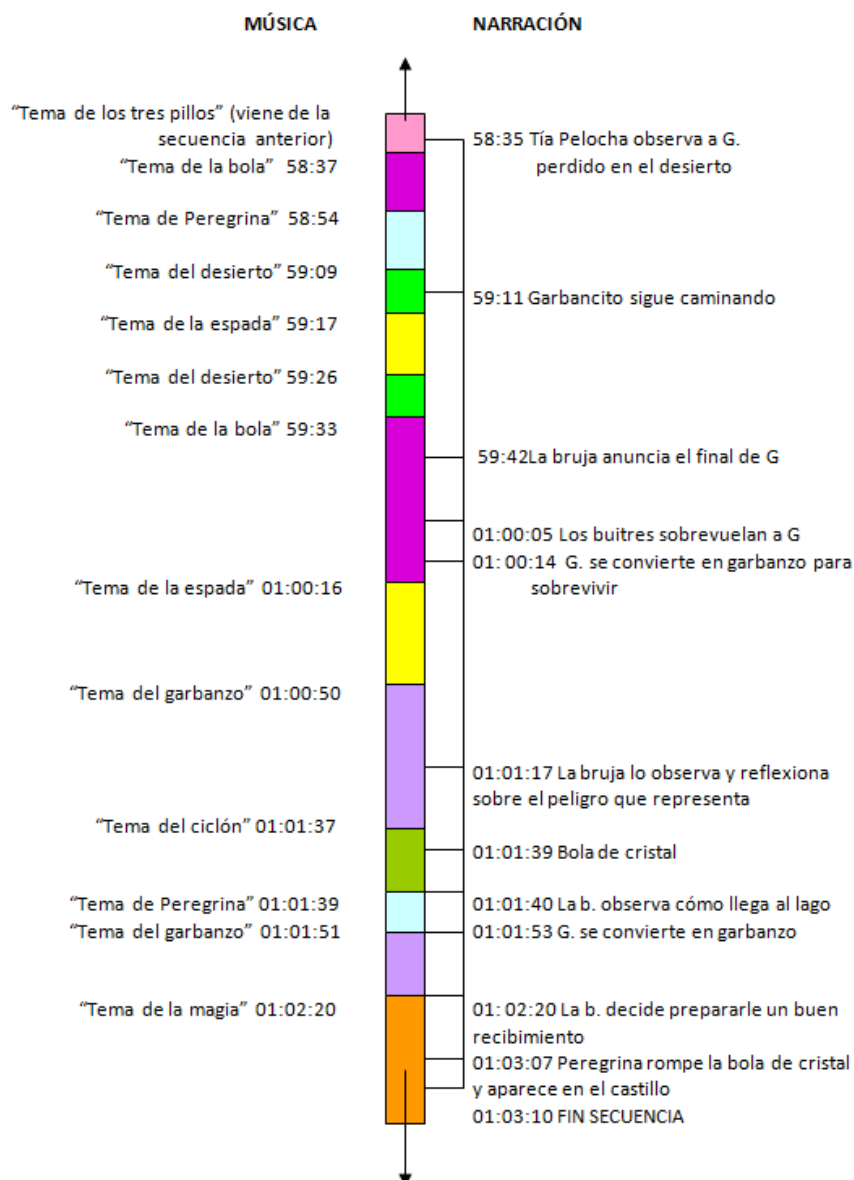 MÚSICA
NARRACIÓN
“Tema de los tres pillos” (viene de la
secuencia anterior)
“Tema de la bola” 58:37
“Tema de Peregrina” 58:54
“Tema del desierto” 59:09
“Tema de la espada” 59:17
“Tema del desierto” 59:26
“Tema de la bola” 59:33
“Tema de la espada” 01:00:16
“Tema del garbanzo” 01:00:50
“Tema del ciclón” 01:01:37
“Tema de Peregrina” 01:01:39
“Tema del garbanzo” 01:01:51
“Tema de la magia” 01:02:20
58:35 Tía Pelocha observa a G.
perdido en el desierto
59:11 Garbancito sigue caminando
59:42La bruja anuncia el final de G
01:00:05 Los buitres sobrevuelan a G
01: 00:14 G. se convierte en garbanzo para
sobrevivir
01:01:17 La bruja lo observa y reflexiona
sobre el peligro que representa
01:01:39 Bola de cristal
01:01:40 La b. observa cómo llega al lago
01:01:53 G. se convierte en garbanzo
01: 02:20 La b. decide prepararle un buen
recibimiento
01:03:07 Peregrina rompe la bola de cristal
y aparece en el castillo
01:03:10 FIN SECUENCIA